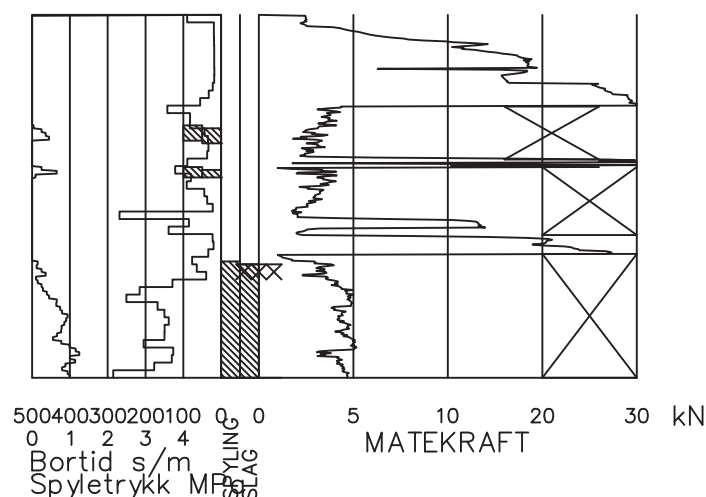 500400300200100 0 0 5 10 20 30 kN
0 1 2 3 4
MATEKRAFT
Bortid s/m
Spyletrykk MPa
SPYLING
SLAG